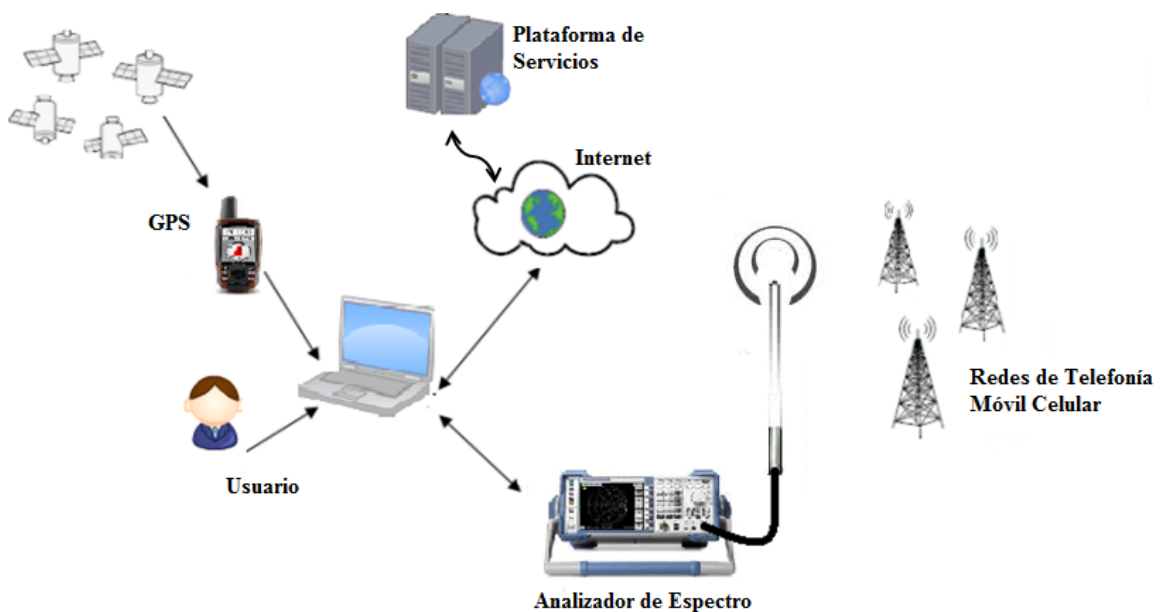 Plataforma de
Servicios
Internet
GPS
Redes de Telefonía
Móvil Celular
Usuario
Analizador de Espectro